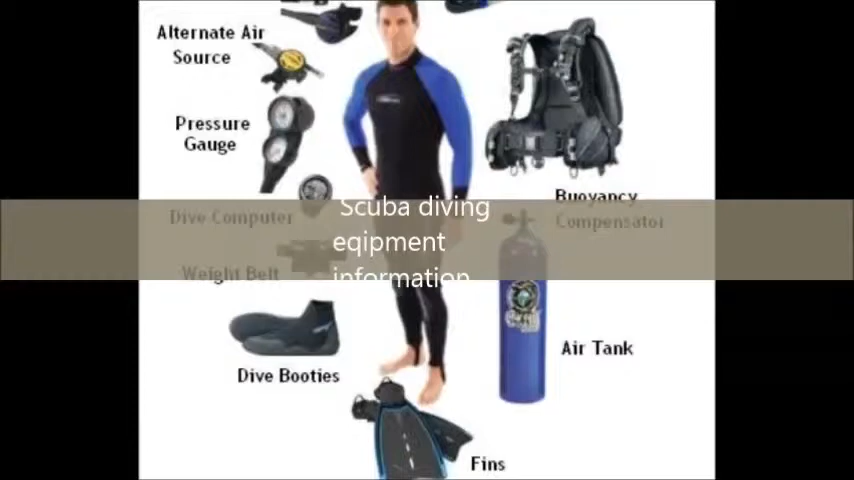 Alternate Air
Source
Pressure
Gauge
Buoyancy
Compensator
Dive Computer
Scuba diving
eqipment
information
Weight Belt
Air Tank
Dive Booties
Fins